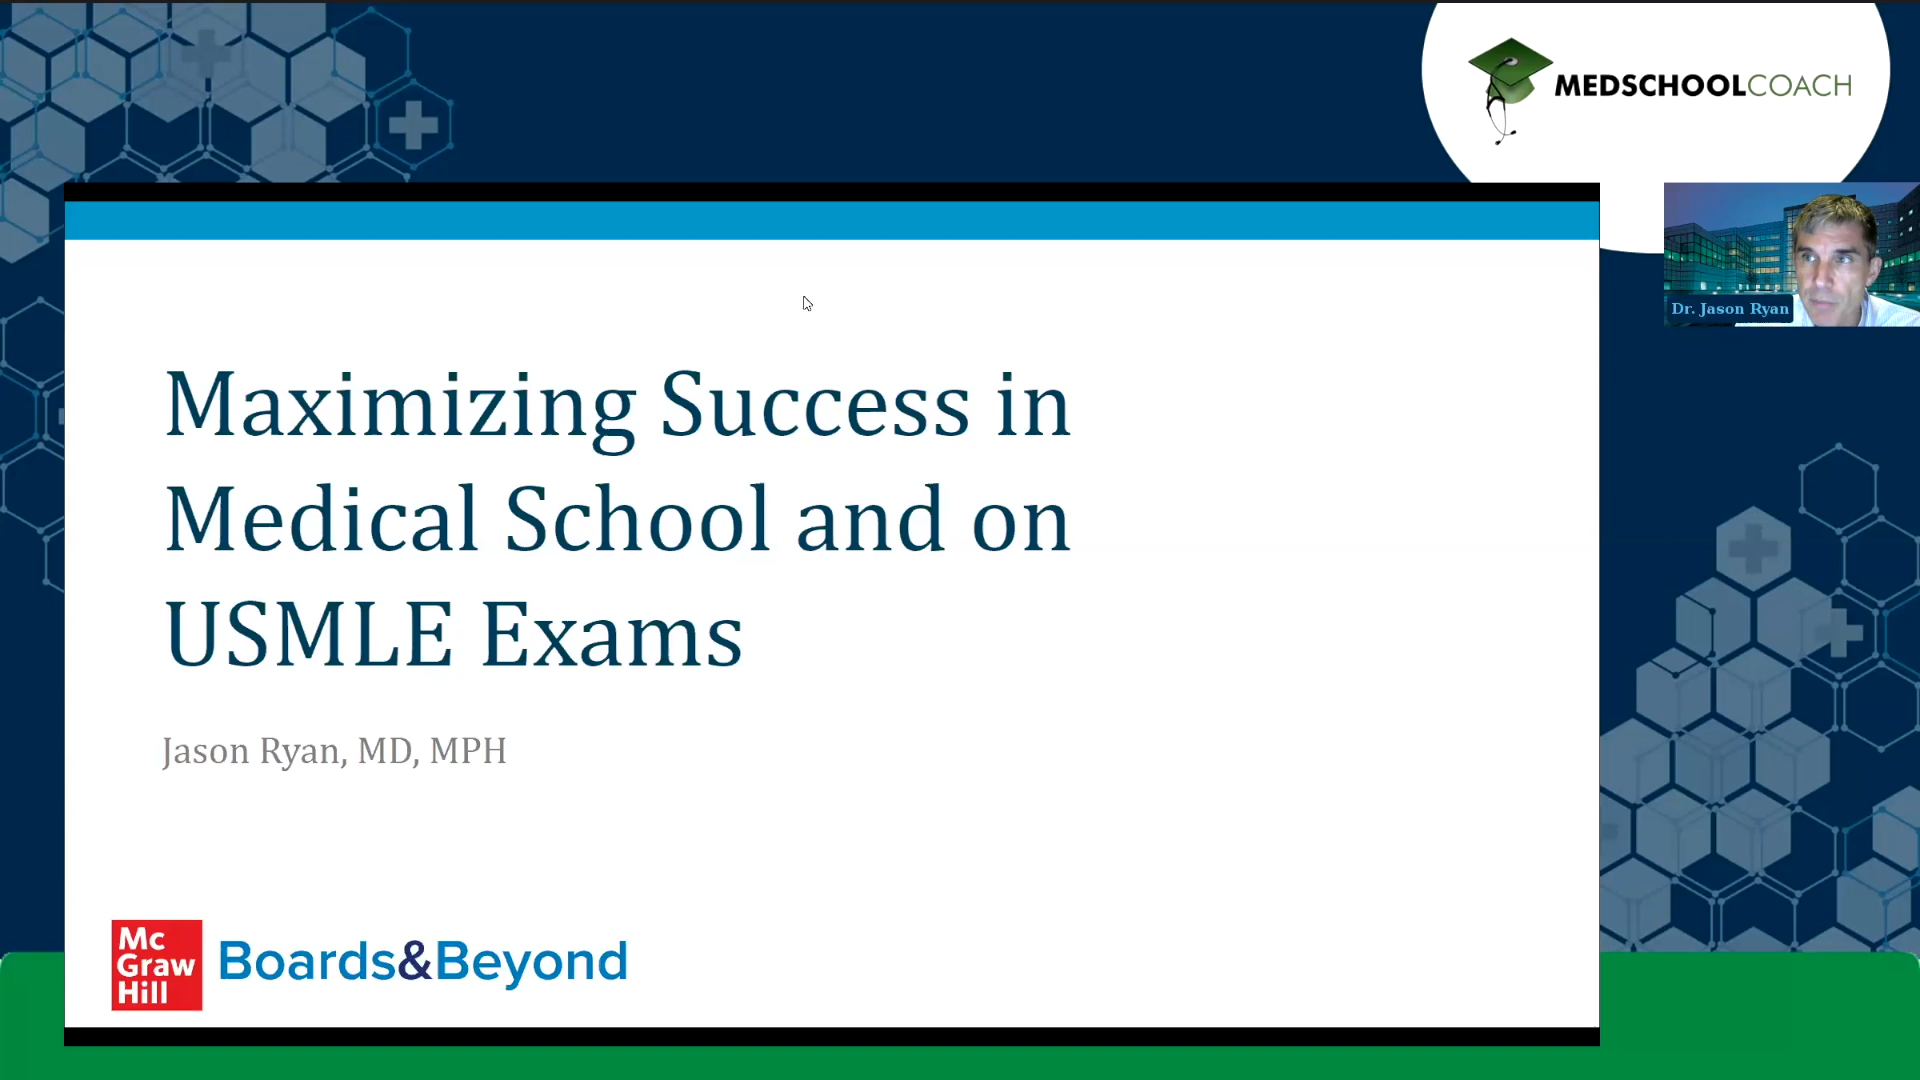 MEDSCHOOLCOACH
Dr. Jason Ryan
Maximizing Success in
Medical School and on
USMLE Exams
Jason Ryan, MD, MPH
Mc
Graw
Hill
Boards&Beyond